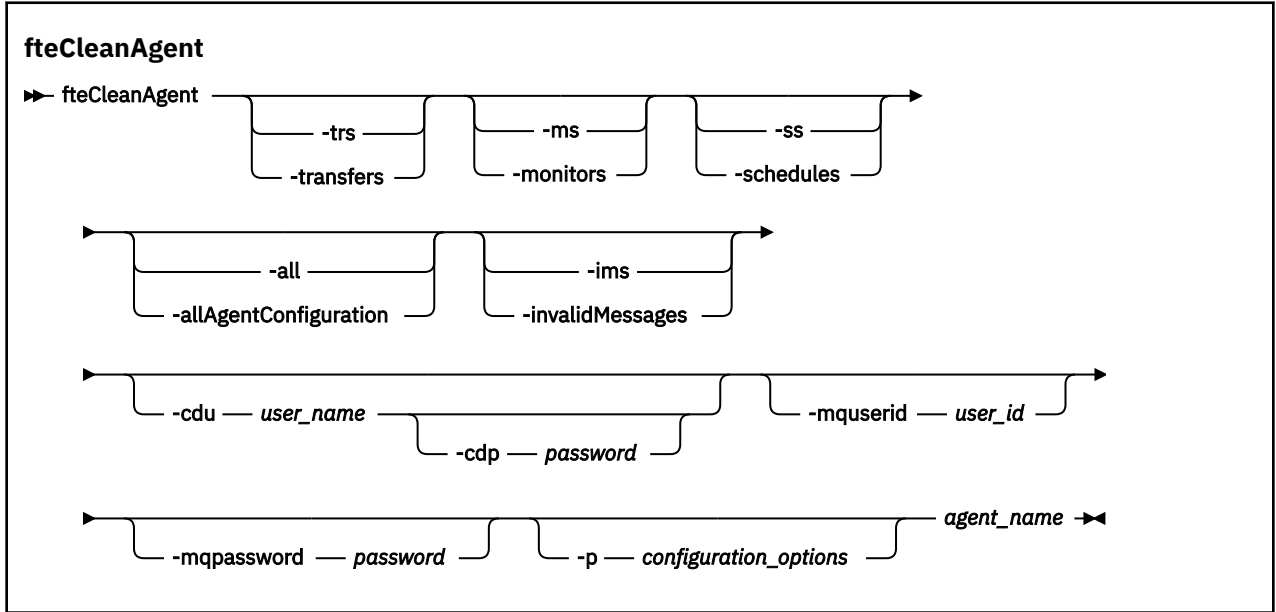 fteCleanAgent
fteCleanAgent
-trs -ms -ss
-transfers -monitors -schedules
-all -ims
-allAgentConfiguration -invalidMessages
-cdu user_name -mquserid user_id
-cdp password
agent_name
-mqpassword password -p configuration_options